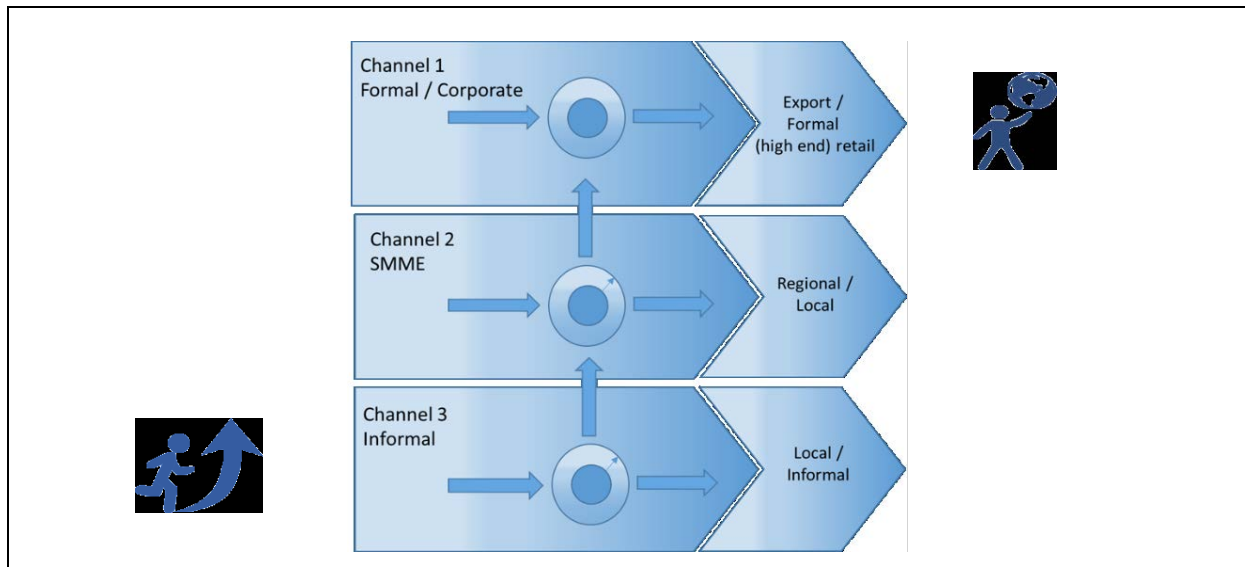 Channel 1
Formal / Corporate
Export /
Formal
(high end) retail
Channel 2
SMME
Regional /
Local
Channel 3
Informal
Local /
Informal